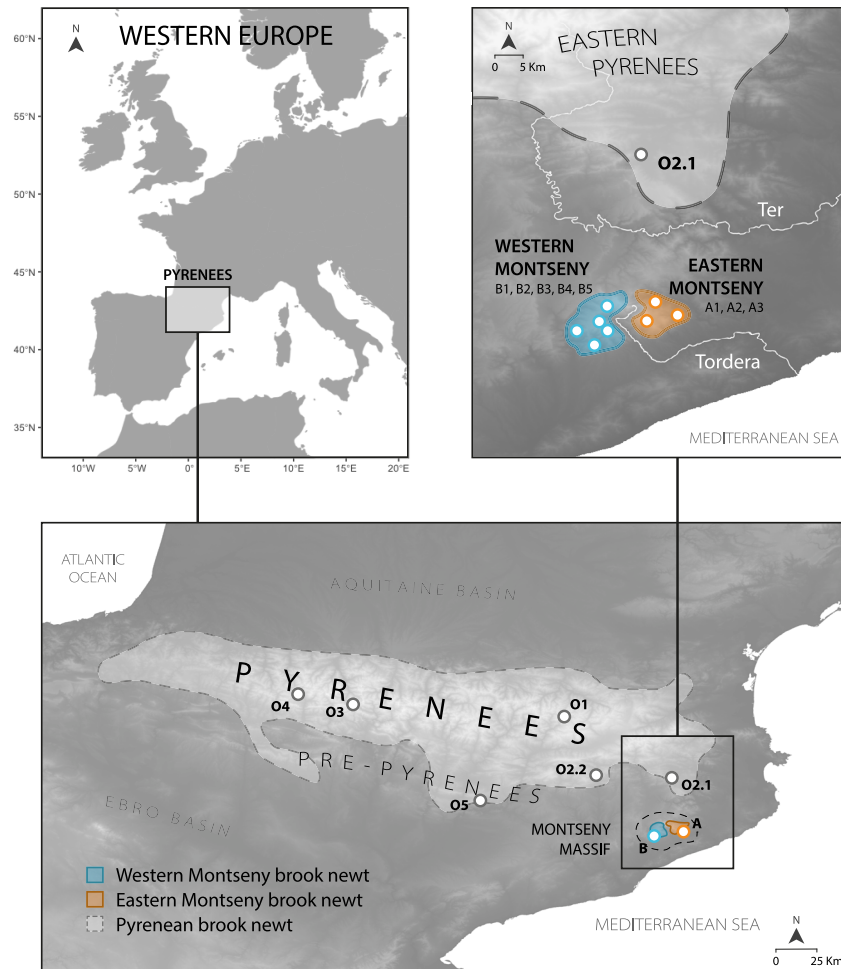 N
WESTERN EUROPE
60°N
55°N
50°N
45°N
40°N
35°N
PYRENEES
10°W
5°W
0°
5°E
10°E
15°E
20°E
N
0 5 Km
EASTERN
PYRENEES
O2.1
Ter
WESTERN
MONTSENY
B1, B2, B3, B4, B5
EASTERN
MONTSENY
A1, A2, A3
Tordera
MEDITERRANEAN SEA
ATLANTIC
OCEAN
AQUITAINE BASIN
PYRENEES
O4
O3
O1
PRE-PYRENEES
O2.2
O2.1
O5
EBRO BASIN
MONTSENY
MASSIF
A
B
Western Montseny brook newt
Eastern Montseny brook newt
Pyrenean brook newt
MEDITERRANEAN SEA
N
0 25 Km